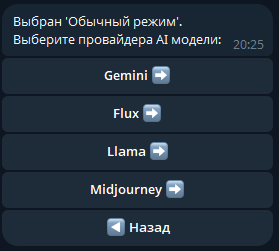 Выбран 'Обычный режим'.
Выберите провайдера AI модели:
20:25
Gemini ➡️
Flux ➡️
Llama ➡️
Midjourney ➡️
◀️ Назад